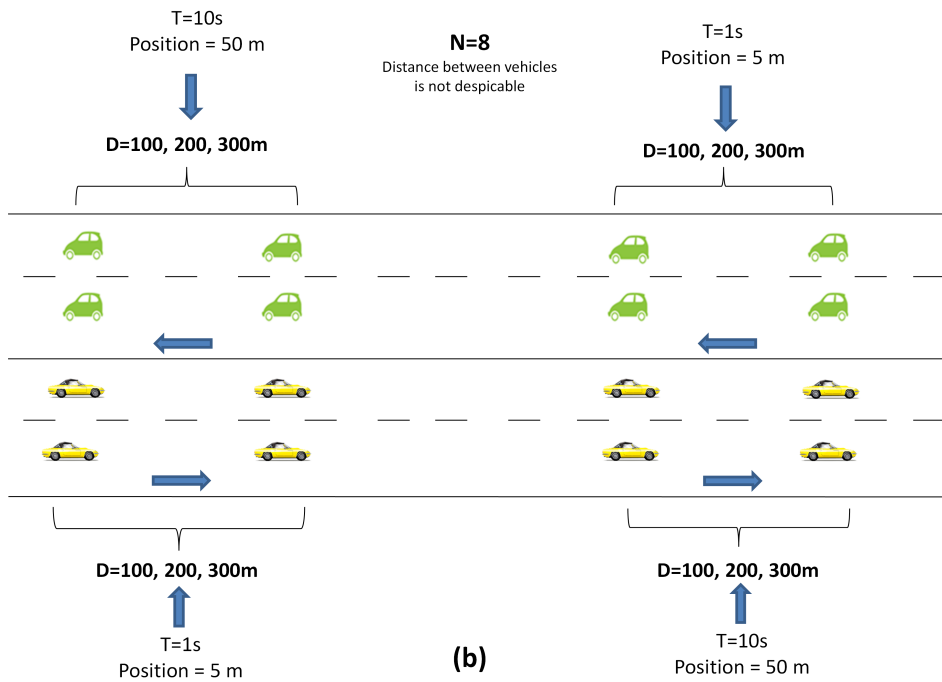 T=10s
Position = 50 m
N=8
Distance between vehicles
is not despicable
T=1s
Position = 5 m
D=100, 200, 300m
D=100, 200, 300m
D=100, 200, 300m
D=100, 200, 300m
T=1s
Position = 5 m
(b)
T=10s
Position = 50 m